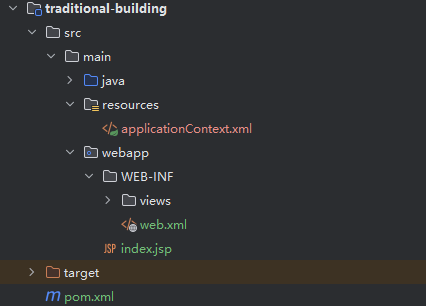 traditional-building
src
main
java
resources
applicationContext.xml
webapp
WEB-INF
views
web.xml
JSP index.jsp
target
m pom.xml